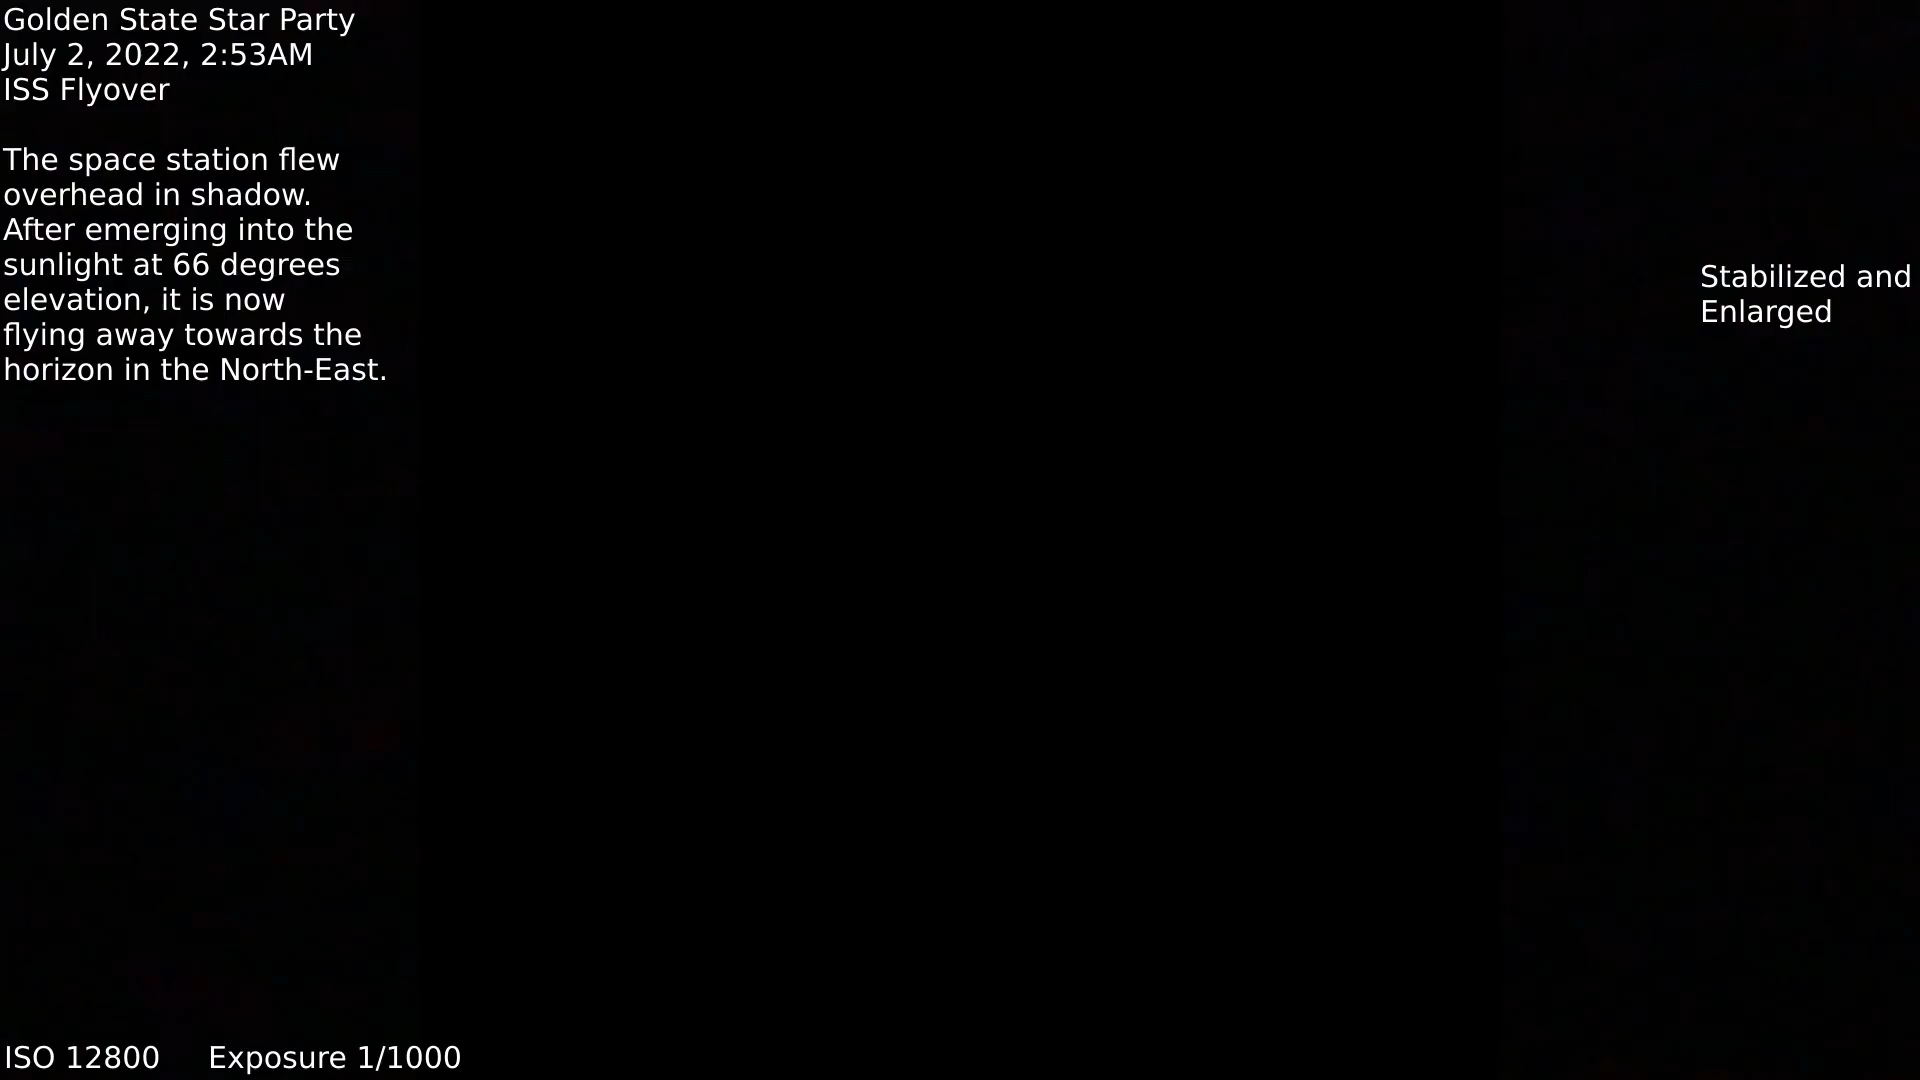 Golden State Star Party
July 2, 2022, 2:53AM
ISS Flyover
The space station flew
overhead in shadow.
After emerging into the
sunlight at 66 degrees
elevation, it is now
flying away towards the
horizon in the North-East.
Stabilized and
Enlarged
ISO 12800 Exposure 1/1000